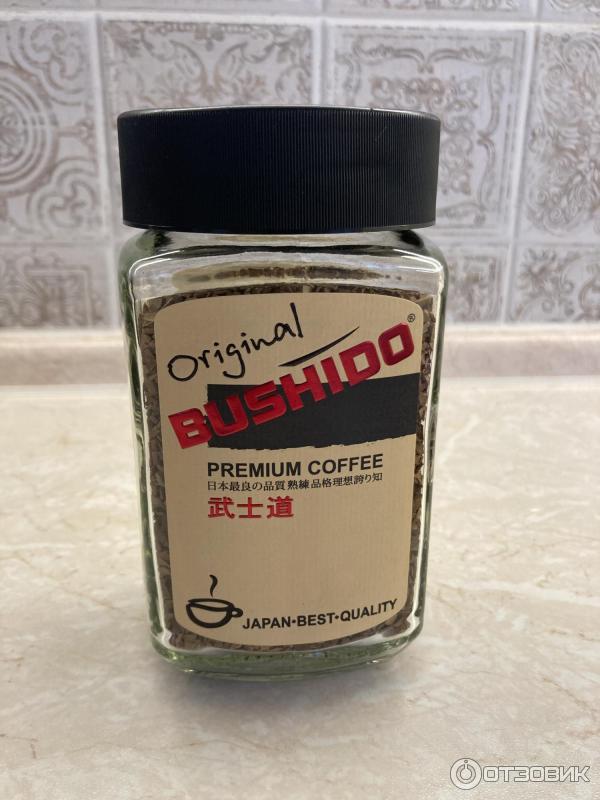 Original
BUSHIDO®
PREMIUM COFFEE
日本最良の品質熟練品格理想誇り知
武士道
JAPAN•BEST•QUALITY
ОТЗОВИК